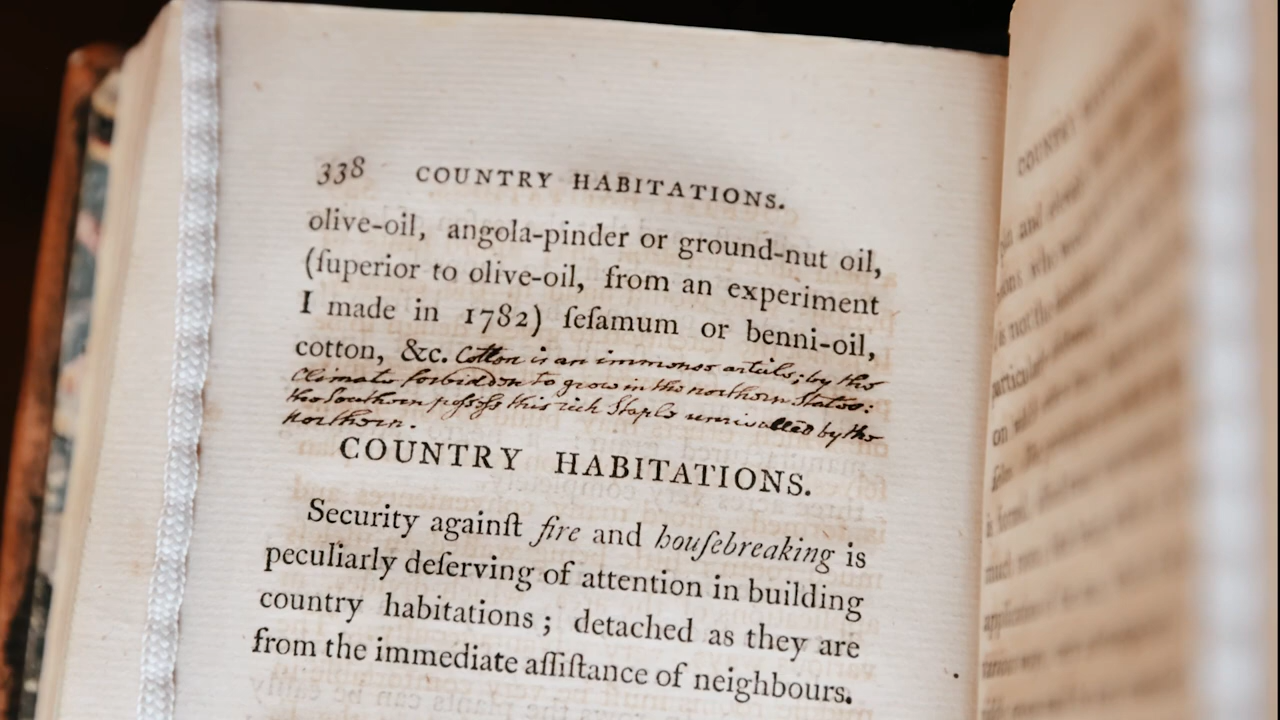 338 COUNTRY HABITATIONS.
olive-oil, angola-pinder or ground-nut oil,
(ſuperior to olive-oil, from an experiment
I made in 1782) ſeſamum or benni-oil,
cotton, &c. Cotton is an immense article; by the
Climate forbidden to grow in the northern States:
the Southern poſseſs this rich Staple unrivalled by the
northern.
COUNTRY HABITATIONS.
Security againſt fire and houſebreaking is
peculiarly deſerving of attention in building
country habitations; detached as they are
from the immediate aſſiſtance of neighbours.
COUNTRY